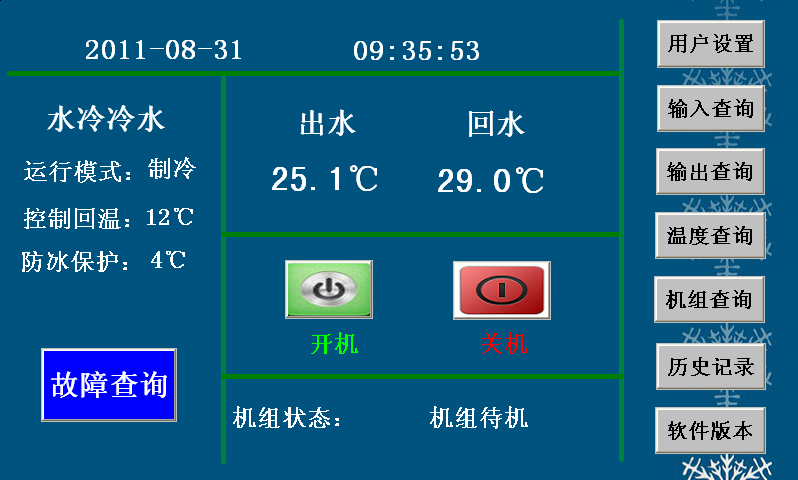 2011-08-31 09:35:53
水冷冷水
运行模式：制冷
控制回温：12℃
防冰保护：4℃
故障查询
出水 回水
25.1℃ 29.0℃
开机 关机
机组状态： 机组待机
用户设置
输入查询
输出查询
温度查询
机组查询
历史记录
软件版本